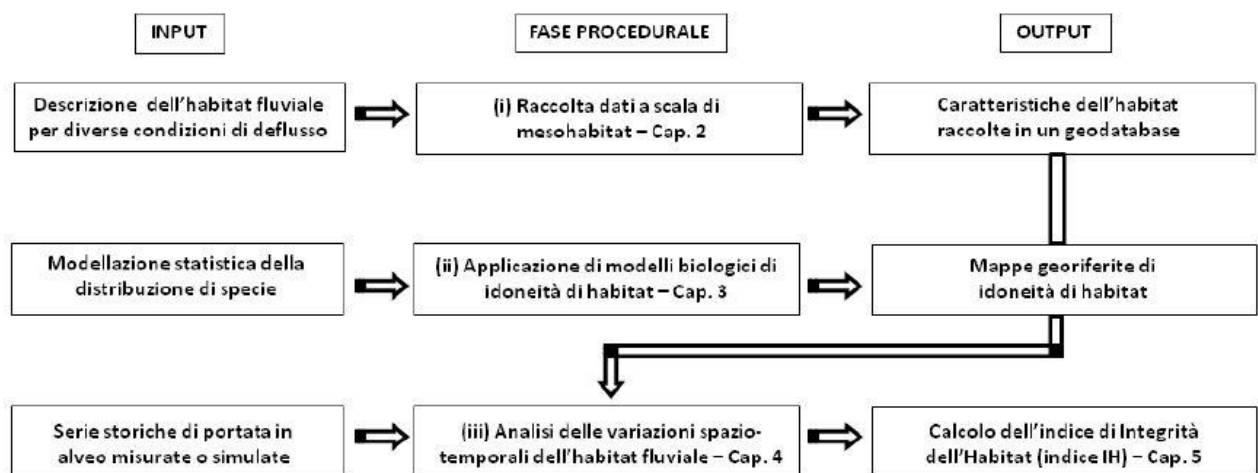 INPUT
FASE PROCEDURALE
OUTPUT
Descrizione dell'habitat fluviale
per diverse condizioni di deflusso
(i) Raccolta dati a scala di
mesohabitat – Cap. 2
Caratteristiche dell'habitat
raccolte in un geodatabase
Modellazione statistica della
distribuzione di specie
(ii) Applicazione di modelli biologici di
idoneità di habitat – Cap. 3
Mappe georiferite di
idoneità di habitat
Serie storiche di portata in
alveo misurate o simulate
(iii) Analisi delle variazioni spazio-
temporali dell'habitat fluviale – Cap. 4
Calcolo dell'indice di Integrità
dell'Habitat (indice IH) – Cap. 5